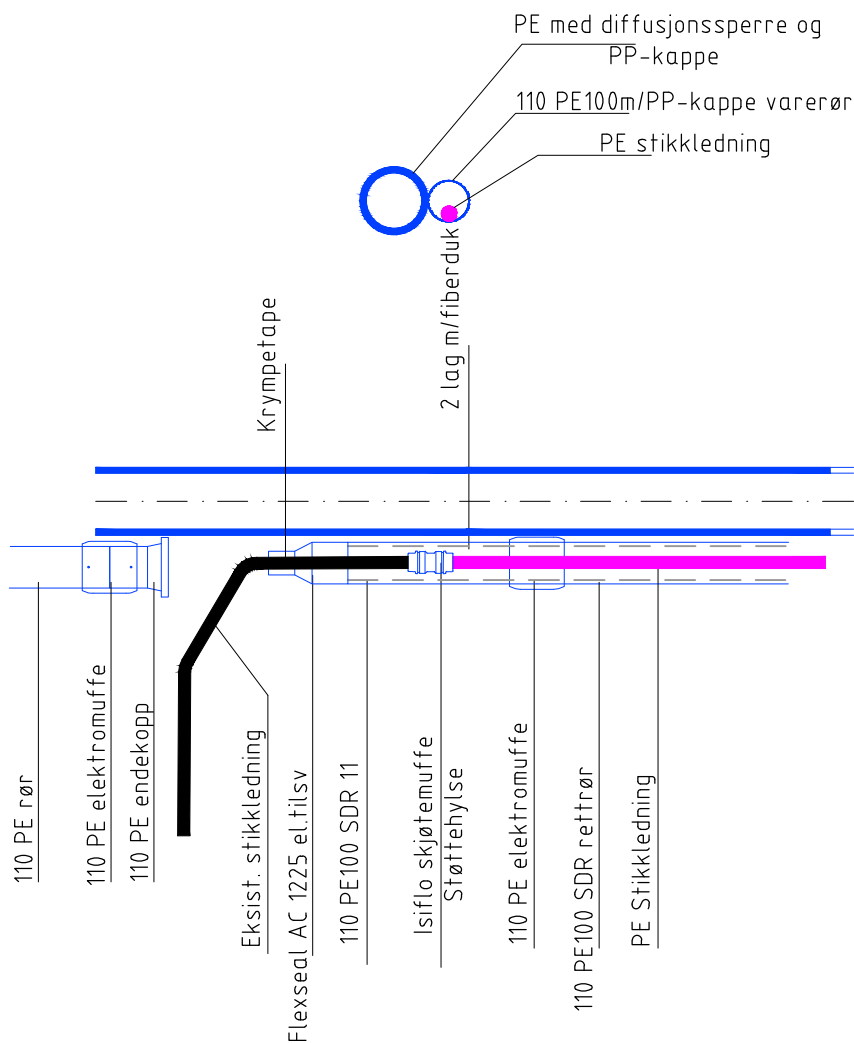 PE med diffusjonssperre og
PP-kappe
110 PE100m/PP-kappe varerør
PE stikkledning
Krympetape
2 lag m/fiberduk
110 PE rør
110 PE elektromuffe
110 PE endekopp
Eksist. stikkledning
Flexseal AC 1225 el.tilsv
110 PE100 SDR 11
Isiflo skjøtemuffe
Støttehylse
110 PE elektromuffe
110 PE100 SDR rettrør
PE Stikkledning